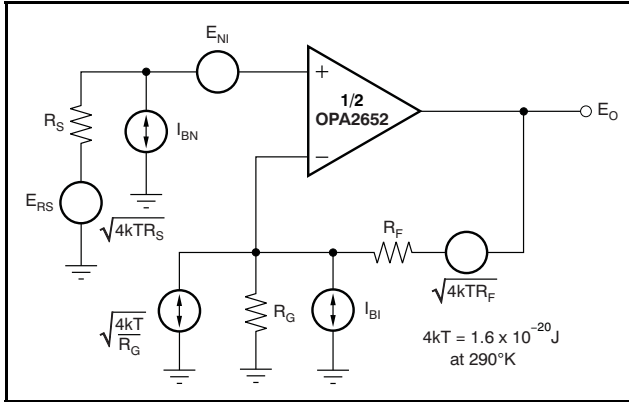 E_NI
+
1/2
OPA2652
−
E_O
R_S
I_BN
E_RS
√4kTR_S
R_F
√4kTR_F
√4kT/R_G
R_G
I_BI
4kT = 1.6 x 10^−20 J
at 290°K